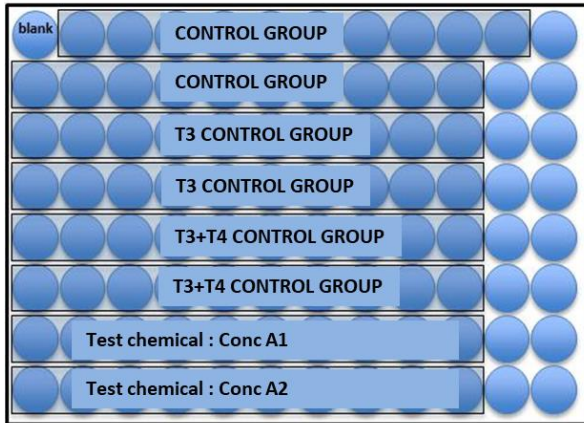 blank
CONTROL GROUP
CONTROL GROUP
T3 CONTROL GROUP
T3 CONTROL GROUP
T3+T4 CONTROL GROUP
T3+T4 CONTROL GROUP
Test chemical : Conc A1
Test chemical : Conc A2